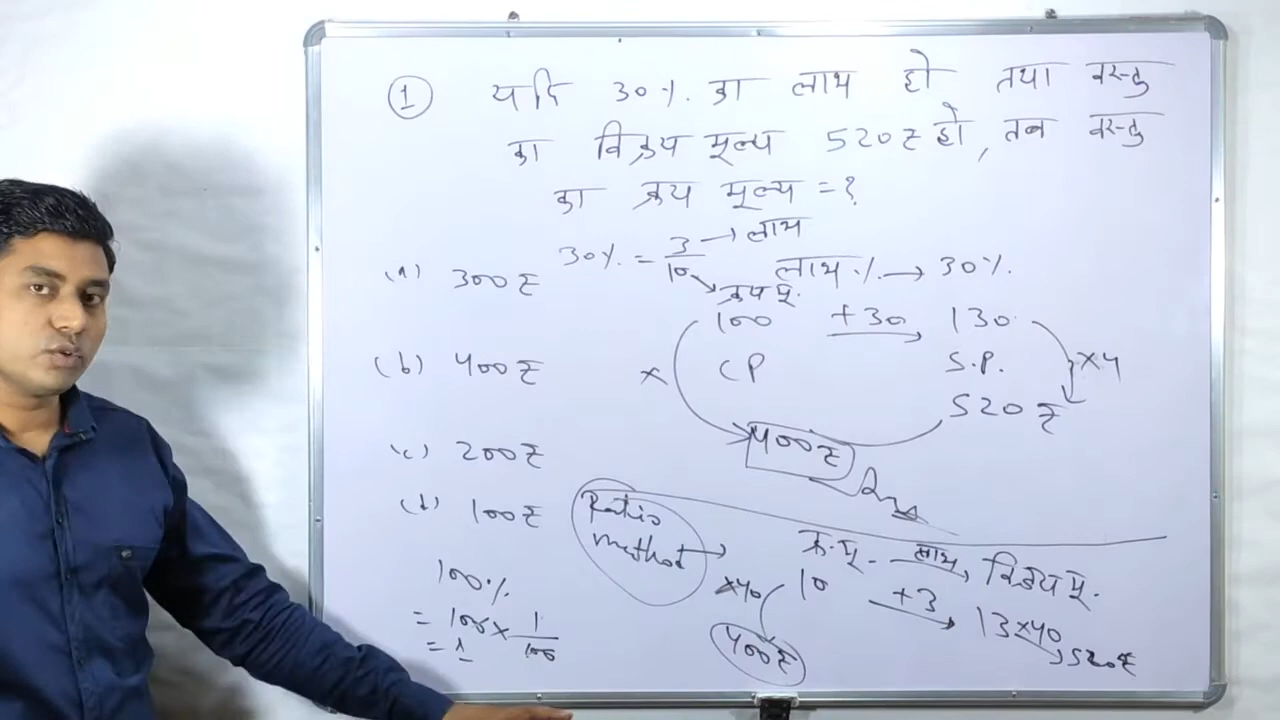 ① यदि 30% का लाभ हो तथा वस्तु
का विक्रय मूल्य 520₹ हो, तब वस्तु
का क्रय मूल्य = ?
30% = 3/10 → लाभ
→ क्रय मू.
लाभ % → 30%.
(a) 300₹
100 +30 130
(b) 400₹
× CP S.P. ×4
520 ₹
400₹
(c) 200₹
Ans
(d) 100₹
Ratio
method →
क्र. मू. लाभ विक्रय मू.
×40 10 +3 13×40
400₹ 520₹
100%
= 100 × 1/100
= 1